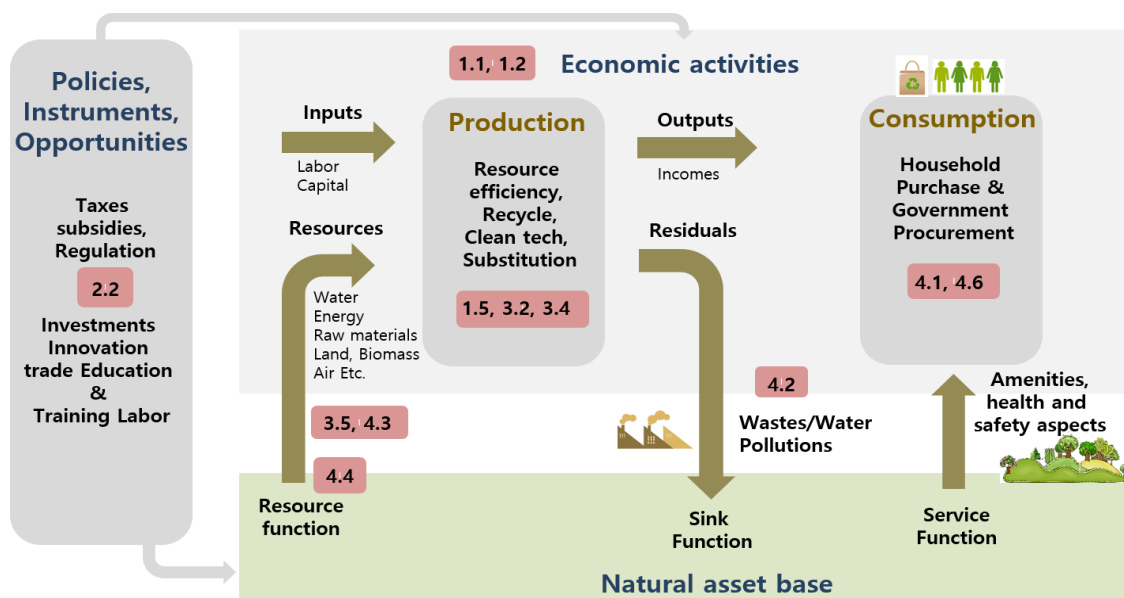 Policies,
Instruments,
Opportunities
Taxes
subsidies,
Regulation
2.2
Investments
Innovation
trade Education
&
Training Labor
1.1, 1.2
Economic activities
Inputs
Labor
Capital
Resources
Water
Energy
Raw materials
Land, Biomass
Air Etc.
3.5, 4.3
4.4
Resource
function
Production
Resource
efficiency,
Recycle,
Clean tech,
Substitution
1.5, 3.2, 3.4
Outputs
Incomes
Residuals
4.2
Wastes/Water
Pollutions
Sink
Function
Consumption
Household
Purchase &
Government
Procurement
4.1, 4.6
Amenities,
health and
safety aspects
Service
Function
Natural asset base